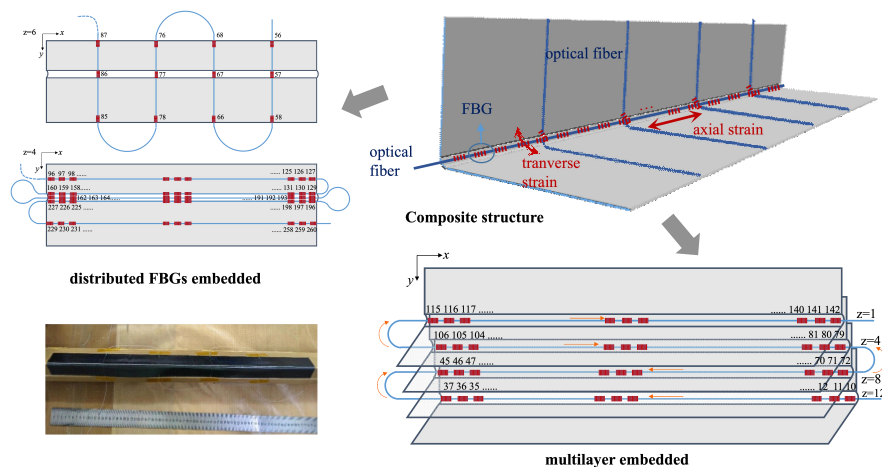 z=6
x
y
87
76
68
56
86
77
67
57
85
78
66
58
z=4
x
y
96 97 98 ......
125 126 127
160 159 158......
131 130 129
162 163 164 ......
...... 191 192 193
227 226 225......
...... 198 197 196
229 230 231 ......
...... 258 259 260
distributed FBGs embedded
optical fiber
FBG
...
axial strain
optical
fiber
tranverse
strain
Composite structure
x
y
115 116 117 ......
...... 140 141 142
z=1
106 105 104 ......
...... 81 80 79
z=4
45 46 47 ......
...... 70 71 72
z=8
37 36 35 ......
...... 12 11 10
z=12
multilayer embedded